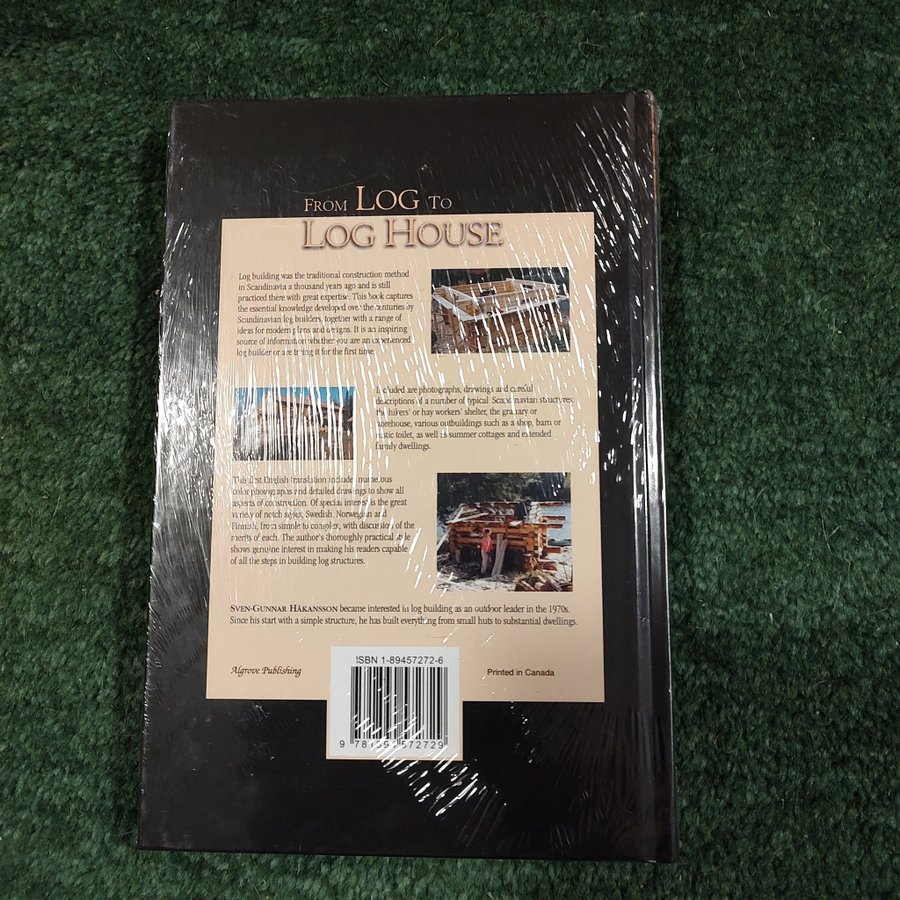 FROM LOG TO
LOG HOUSE
Log building was the traditional construction method
in Scandinavia a thousand years ago and is still
practiced there with great expertise. This book captures
the essential knowledge developed over the centuries by
Scandinavian log builders, together with a range of
ideas for modern plans and designs. It is an inspiring
source of information whether you are an experienced
log builder or are trying it for the first time.
Included are photographs, drawings and careful
descriptions of a number of typical Scandinavian structures:
the hikers' or hay workers' shelter, the granary or
storehouse, various outbuildings such as a shop, barn or
rustic toilet, as well as summer cottages and extended
family dwellings.
This first English translation includes numerous
color photographs and detailed drawings to show all
aspects of construction. Of special interest is the great
variety of notch styles, Swedish, Norwegian and
Finnish, from simple to complex, with discussion of the
merits of each. The author's thoroughly practical style
shows genuine interest in making his readers capable
of all the steps in building log structures.
SVEN-GUNNAR HÅKANSSON became interested in log building as an outdoor leader in the 1970s.
Since his start with a simple structure, he has built everything from small huts to substantial dwellings.
Algrove Publishing
ISBN 1-89457272-6
Printed in Canada
9 781894 572729